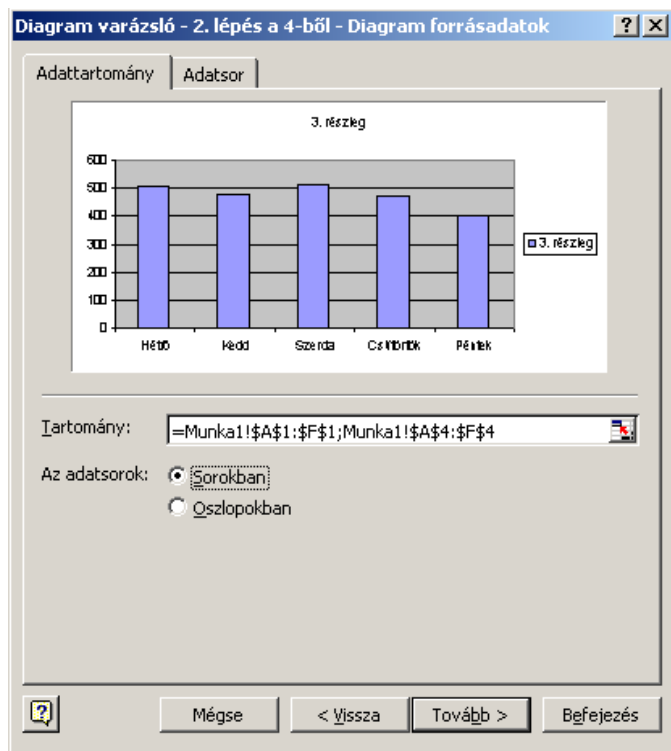 Diagram varázsló - 2. lépés a 4-ből - Diagram forrásadatok
Adattartomány Adatsor
3. részleg
600
500
400
300
200
100
0
Hétfő Kedd Szerda Csütörtök Péntek
3. részleg
Tartomány: =Munka1!$A$1:$F$1;Munka1!$A$4:$F$4
Az adatsorok: Sorokban
Oszlopokban
Mégse < Vissza Tovább > Befejezés